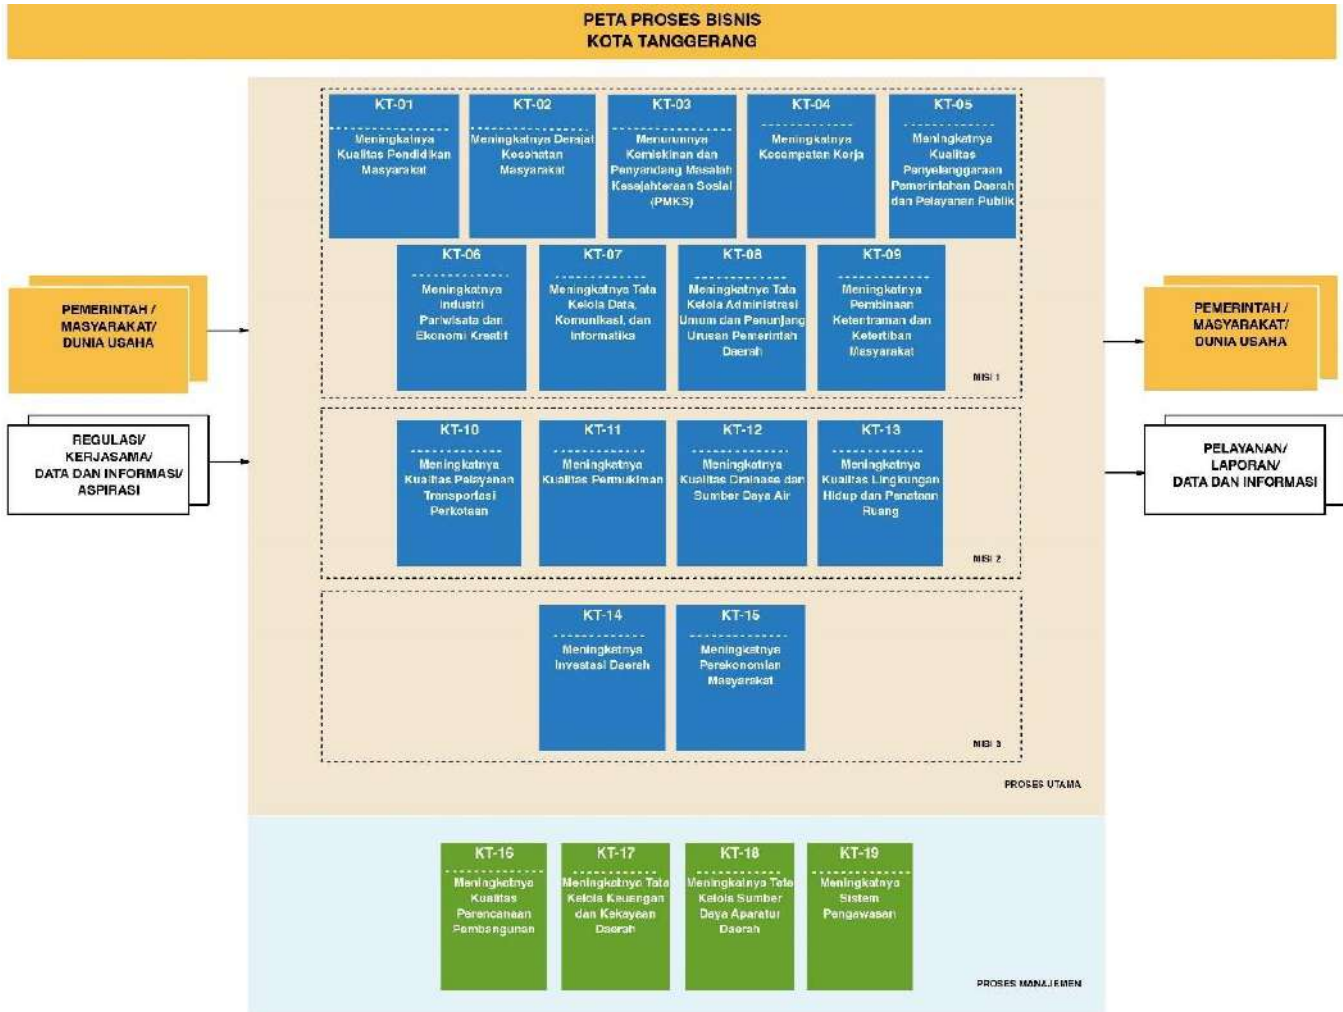 PETA PROSES BISNIS
KOTA TANGGERANG
KT-01
Meningkatnya
Kualitas Pendidikan
Masyarakat
KT-02
Meningkatnya Derajat
Kesehatan
Masyarakat
KT-03
Menurunnya
Kemiskinan dan
Penyandang Masalah
Kesejahteraan Sosial
(PMKS)
KT-04
Meningkatnya
Kesempatan Kerja
KT-05
Meningkatnya
Kualitas
Penyelenggaraan
Pemerintahan Daerah
dan Pelayanan Publik
KT-06
Meningkatnya
Industri
Pariwisata dan
Ekonomi Kreatif
KT-07
Meningkatnya Tata
Kelola Data,
Komunikasi, dan
Informatika
KT-08
Meningkatnya Tata
Kelola Administrasi
Umum dan Penunjang
Urusan Pemerintah
Daerah
KT-09
Meningkatnya
Pembinaan
Ketentraman dan
Ketertiban
Masyarakat
MISI 1
PEMERINTAH /
MASYARAKAT/
DUNIA USAHA
REGULASI/
KERJASAMA/
DATA DAN INFORMASI/
ASPIRASI
KT-10
Meningkatnya
Kualitas Pelayanan
Transportasi
Perkotaan
KT-11
Meningkatnya
Kualitas Permukiman
KT-12
Meningkatnya
Kualitas Drainase dan
Sumber Daya Air
KT-13
Meningkatnya
Kualitas Lingkungan
Hidup dan Penataan
Ruang
MISI 2
PEMERINTAH /
MASYARAKAT/
DUNIA USAHA
PELAYANAN/
LAPORAN/
DATA DAN INFORMASI
KT-14
Meningkatnya
Investasi Daerah
KT-15
Meningkatnya
Perekonomian
Masyarakat
MISI 3
PROSES UTAMA
KT-16
Meningkatnya
Kualitas
Perencanaan
Pembangunan
KT-17
Meningkatnya Tata
Kelola Keuangan
dan Kekayaan
Daerah
KT-18
Meningkatnya Tata
Kelola Sumber
Daya Aparatur
Daerah
KT-19
Meningkatnya
Sistem
Pengawasan
PROSES MANAJEMEN